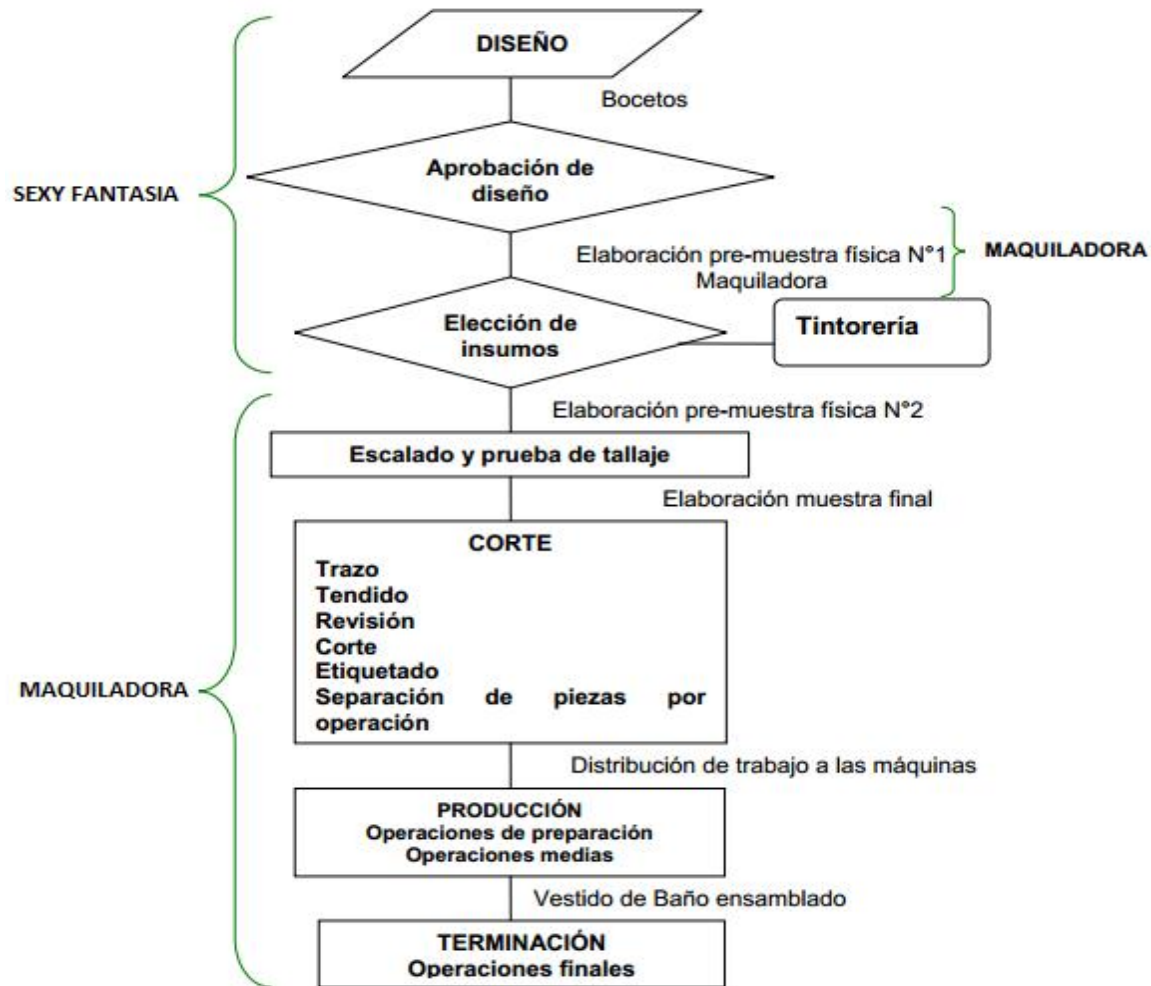 DISEÑO
Bocetos
Aprobación de
diseño
SEXY FANTASIA
Elaboración pre-muestra física N°1
Maquiladora
MAQUILADORA
Elección de
insumos
Tintorería
Elaboración pre-muestra física N°2
Escalado y prueba de tallaje
Elaboración muestra final
CORTE
Trazo
Tendido
Revisión
Corte
Etiquetado
Separación de piezas por
operación
MAQUILADORA
Distribución de trabajo a las máquinas
PRODUCCIÓN
Operaciones de preparación
Operaciones medias
Vestido de Baño ensamblado
TERMINACIÓN
Operaciones finales